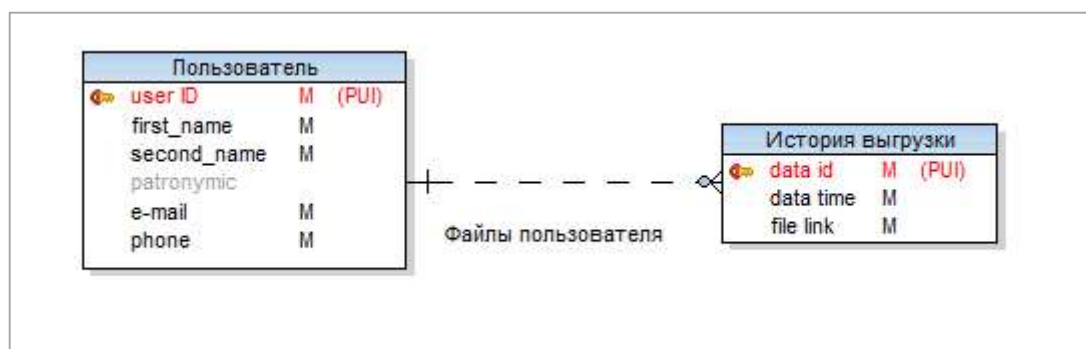 Пользователь
user ID M (PUI)
first_name M
second_name M
patronymic
e-mail M
phone M
Файлы пользователя
История выгрузки
data id M (PUI)
data time M
file link M